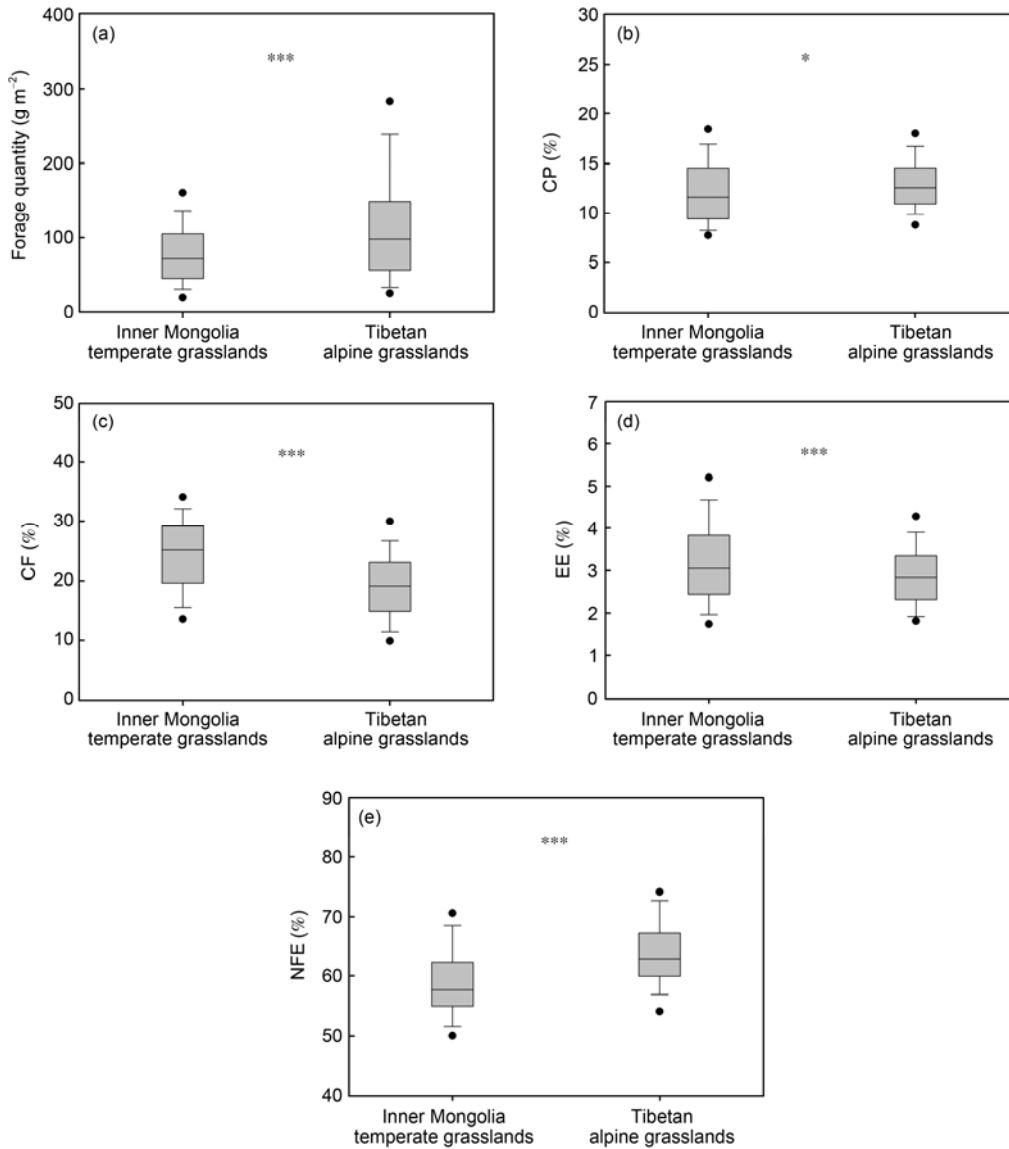 (a)
400
300
200
100
0
Forage quantity (g m⁻²)
***
Inner Mongolia
temperate grasslands
Tibetan
alpine grasslands
(b)
30
25
20
15
10
5
0
CP (%)
*
Inner Mongolia
temperate grasslands
Tibetan
alpine grasslands
(c)
50
40
30
20
10
0
CF (%)
***
Inner Mongolia
temperate grasslands
Tibetan
alpine grasslands
(d)
7
6
5
4
3
2
1
0
EE (%)
***
Inner Mongolia
temperate grasslands
Tibetan
alpine grasslands
(e)
90
80
70
60
50
40
NFE (%)
***
Inner Mongolia
temperate grasslands
Tibetan
alpine grasslands